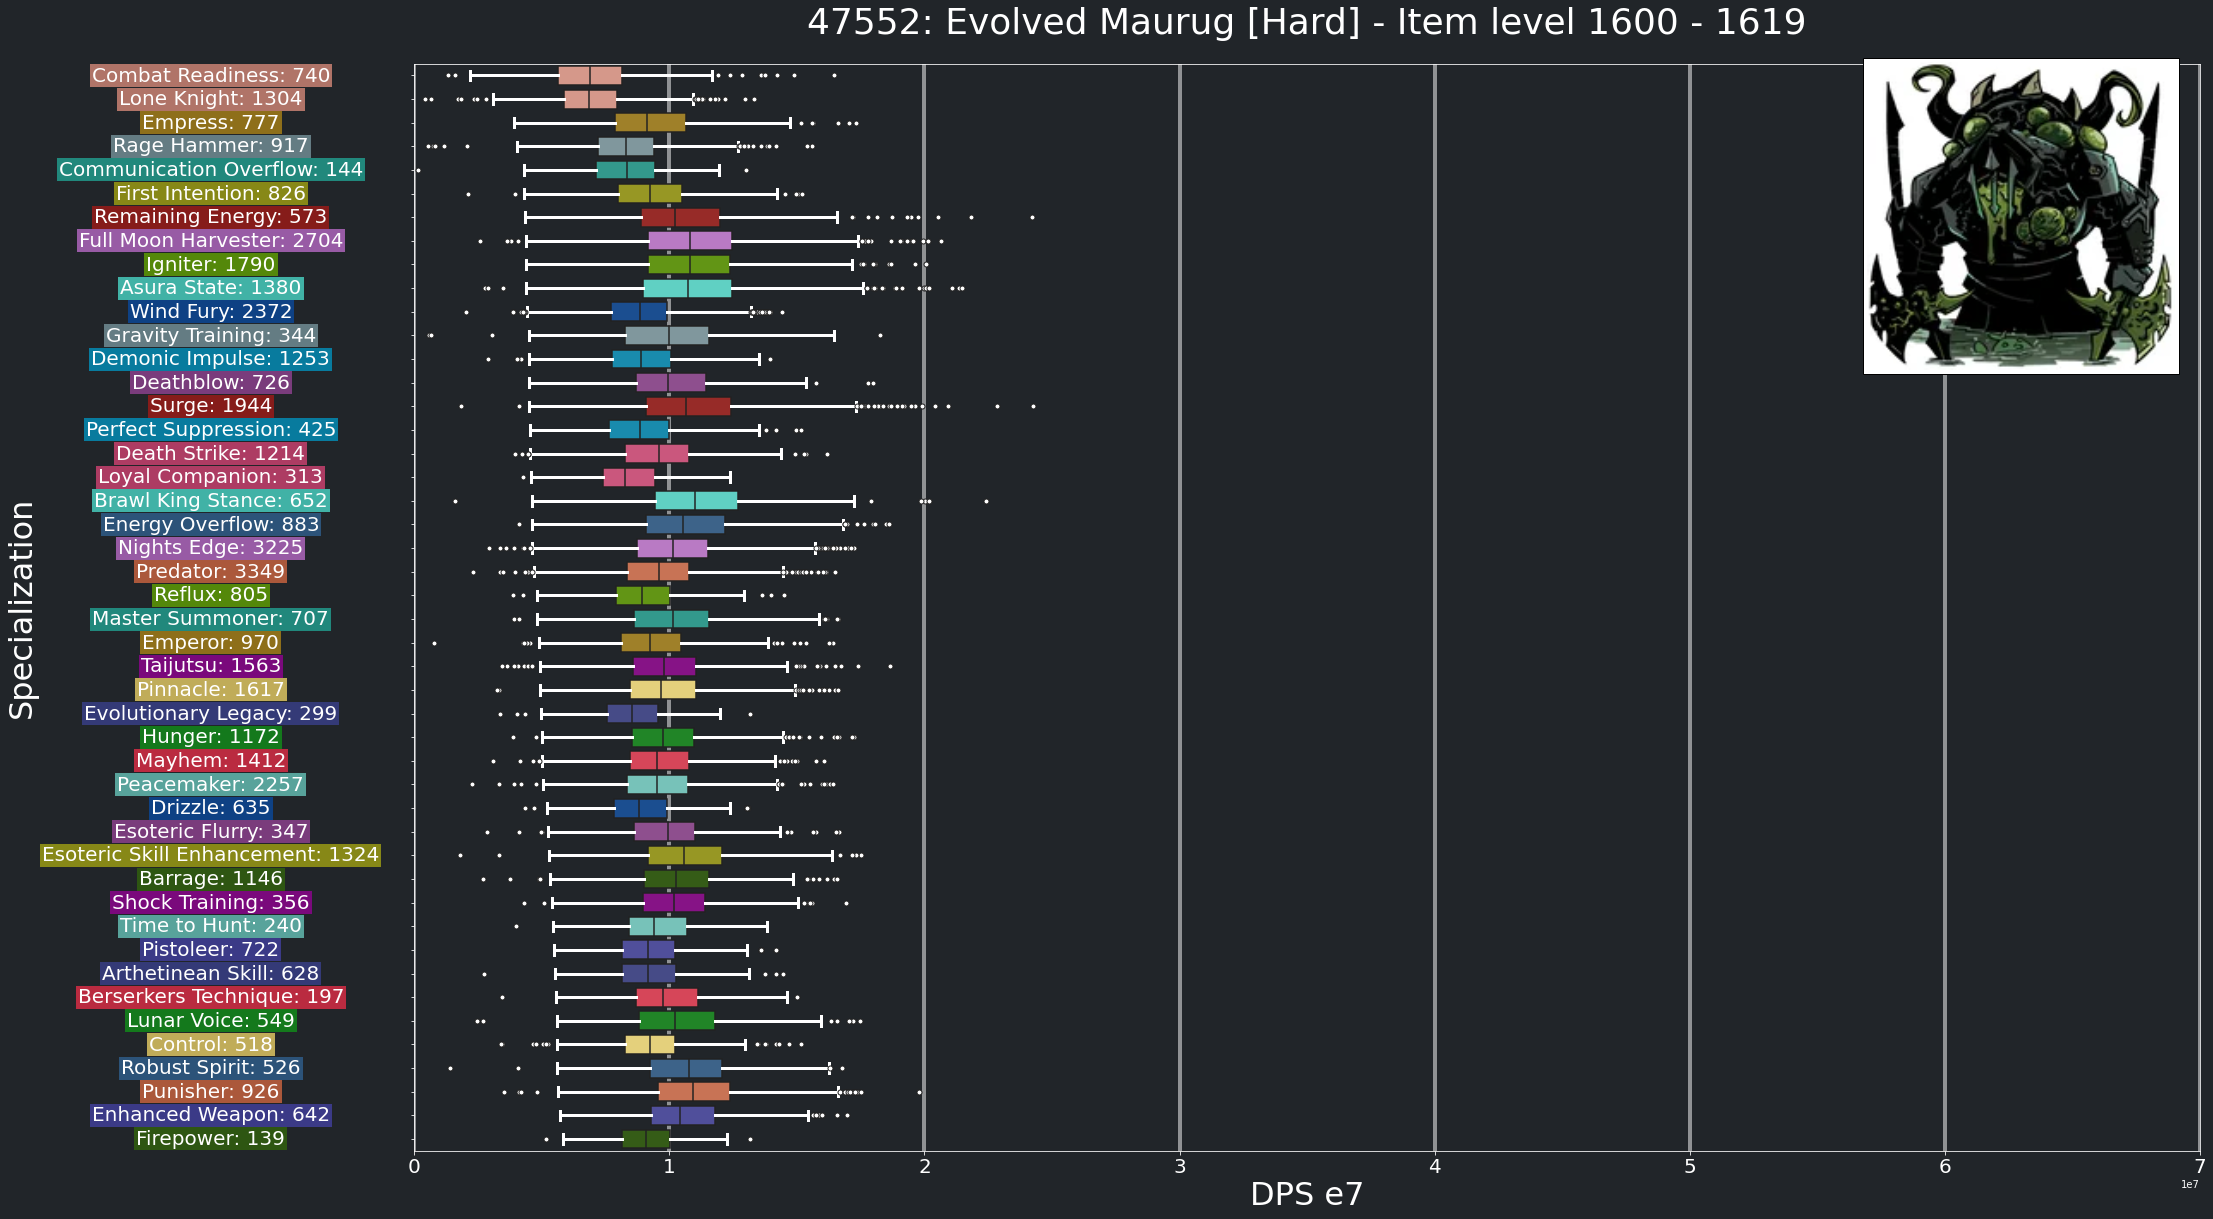 47552: Evolved Maurug [Hard] - Item level 1600 - 1619
Specialization
Combat Readiness: 740
Lone Knight: 1304
Empress: 777
Rage Hammer: 917
Communication Overflow: 144
First Intention: 826
Remaining Energy: 573
Full Moon Harvester: 2704
Igniter: 1790
Asura State: 1380
Wind Fury: 2372
Gravity Training: 344
Demonic Impulse: 1253
Deathblow: 726
Surge: 1944
Perfect Suppression: 425
Death Strike: 1214
Loyal Companion: 313
Brawl King Stance: 652
Energy Overflow: 883
Nights Edge: 3225
Predator: 3349
Reflux: 805
Master Summoner: 707
Emperor: 970
Taijutsu: 1563
Pinnacle: 1617
Evolutionary Legacy: 299
Hunger: 1172
Mayhem: 1412
Peacemaker: 2257
Drizzle: 635
Esoteric Flurry: 347
Esoteric Skill Enhancement: 1324
Barrage: 1146
Shock Training: 356
Time to Hunt: 240
Pistoleer: 722
Arthetinean Skill: 628
Berserkers Technique: 197
Lunar Voice: 549
Control: 518
Robust Spirit: 526
Punisher: 926
Enhanced Weapon: 642
Firepower: 139
0 1 2 3 4 5 6 7
1e7
DPS e7